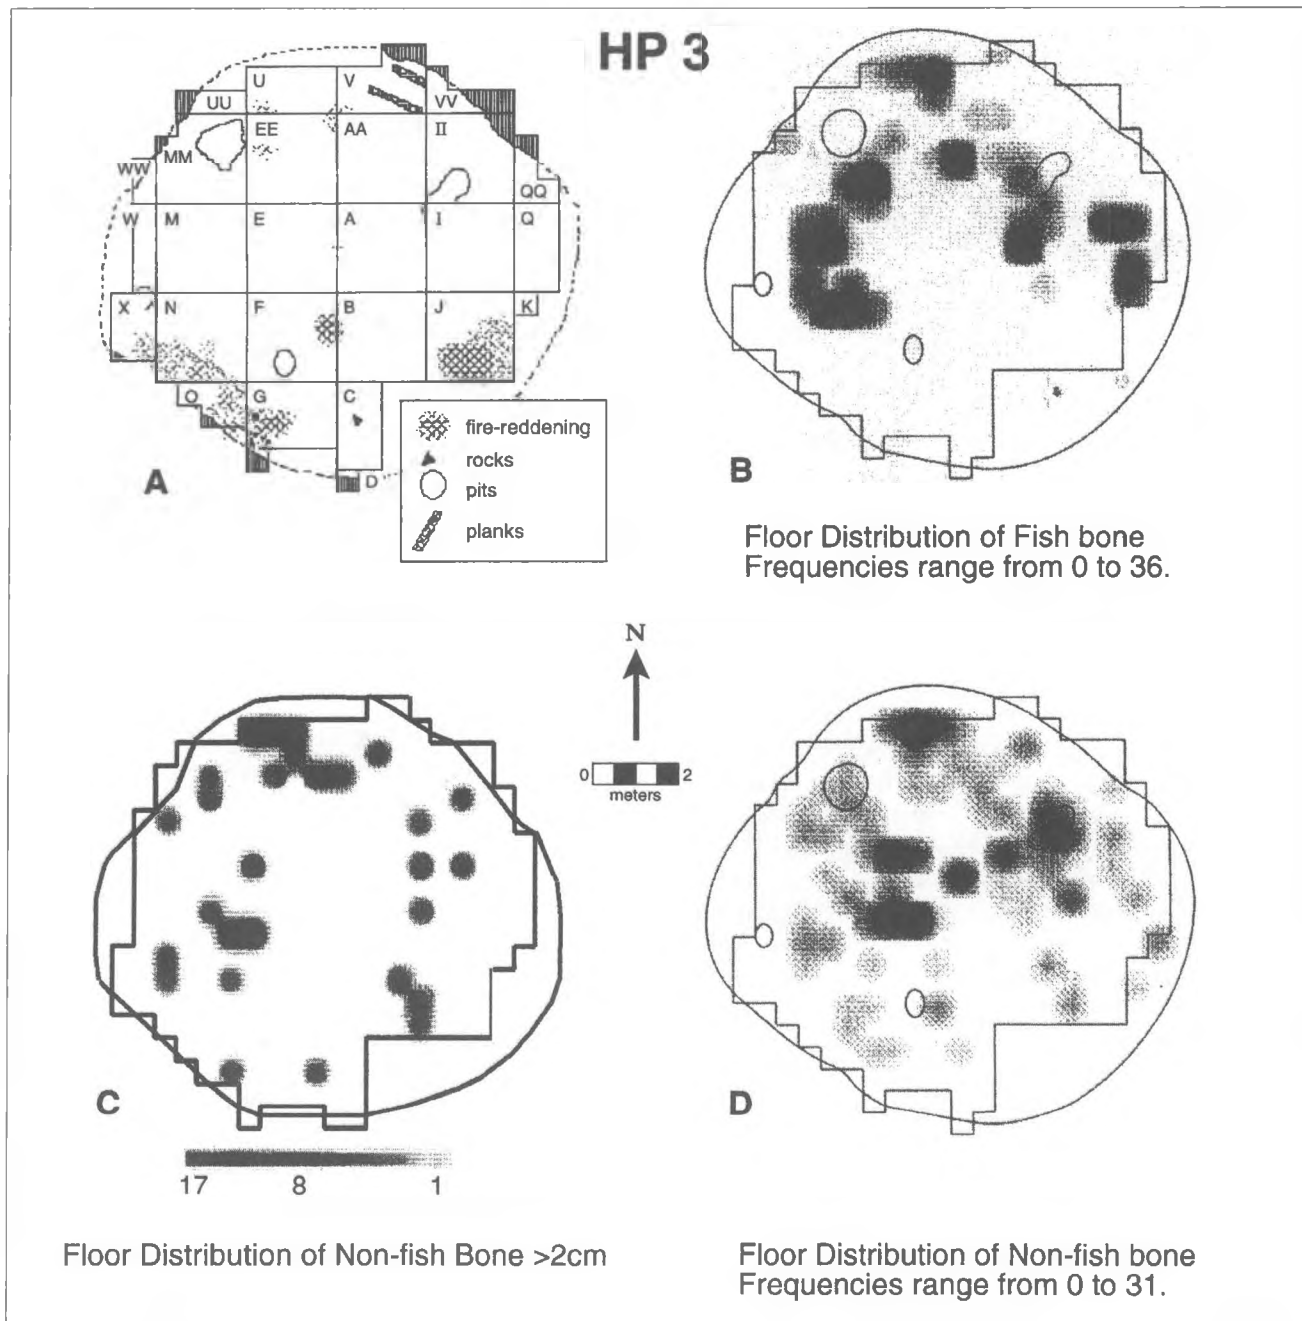 HP 3
U
V
UU
VV
EE
AA
II
MM
WW
QQ
W
M
E
A
I
Q
X
N
F
B
J
K
O
G
C
D
fire-reddening
rocks
pits
planks
A
B
Floor Distribution of Fish bone
Frequencies range from 0 to 36.
N
0 2
meters
C
17 8 1
Floor Distribution of Non-fish Bone >2cm
D
Floor Distribution of Non-fish bone
Frequencies range from 0 to 31.